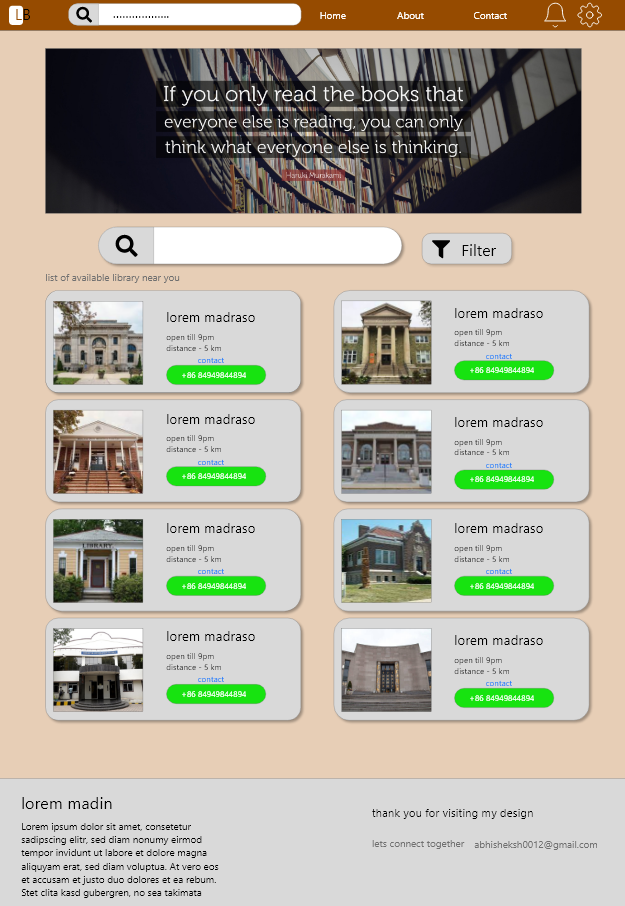 LB
..................
Home
About
Contact
If you only read the books that
everyone else is reading, you can only
think what everyone else is thinking.
Haruki Murakami
Filter
list of available library near you
lorem madraso
open till 9pm
distance - 5 km
contact
+86 84949844894
lorem madraso
open till 9pm
distance - 5 km
contact
+86 84949844894
lorem madraso
open till 9pm
distance - 5 km
contact
+86 84949844894
lorem madraso
open till 9pm
distance - 5 km
contact
+86 84949844894
LIBRARY
lorem madraso
open till 9pm
distance - 5 km
contact
+86 84949844894
lorem madraso
open till 9pm
distance - 5 km
contact
+86 84949844894
lorem madraso
open till 9pm
distance - 5 km
contact
+86 84949844894
lorem madraso
open till 9pm
distance - 5 km
contact
+86 84949844894
lorem madin
Lorem ipsum dolor sit amet, consetetur
sadipscing elitr, sed diam nonumy eirmod
tempor invidunt ut labore et dolore magna
aliquyam erat, sed diam voluptua. At vero eos
et accusam et justo duo dolores et ea rebum.
Stet clita kasd gubergren, no sea takimata
thank you for visiting my design
lets connect together abhisheksh0012@gmail.com